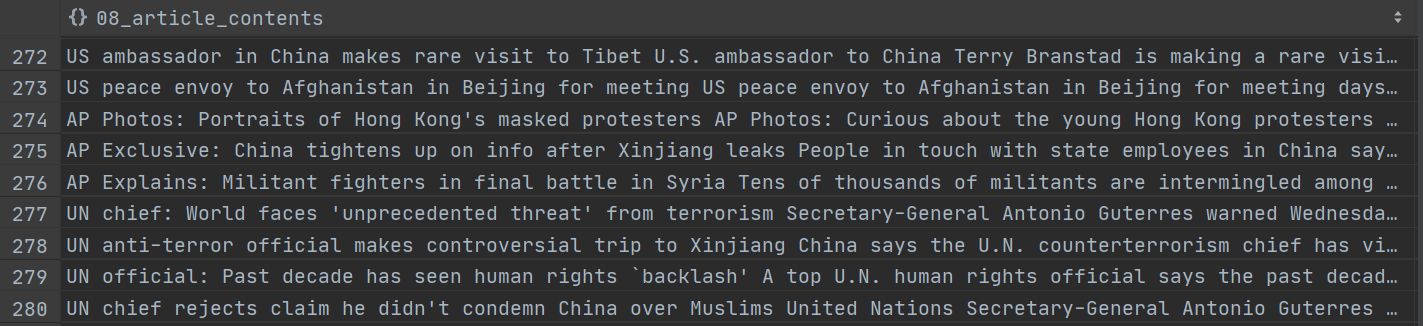 {} 08_article_contents
272 US ambassador in China makes rare visit to Tibet U.S. ambassador to China Terry Branstad is making a rare visi…
273 US peace envoy to Afghanistan in Beijing for meeting US peace envoy to Afghanistan in Beijing for meeting days…
274 AP Photos: Portraits of Hong Kong's masked protesters AP Photos: Curious about the young Hong Kong protesters …
275 AP Exclusive: China tightens up on info after Xinjiang leaks People in touch with state employees in China say…
276 AP Explains: Militant fighters in final battle in Syria Tens of thousands of militants are intermingled among …
277 UN chief: World faces 'unprecedented threat' from terrorism Secretary-General Antonio Guterres warned Wednesda…
278 UN anti-terror official makes controversial trip to Xinjiang China says the U.N. counterterrorism chief has vi…
279 UN official: Past decade has seen human rights `backlash' A top U.N. human rights official says the past decad…
280 UN chief rejects claim he didn't condemn China over Muslims United Nations Secretary-General Antonio Guterres …